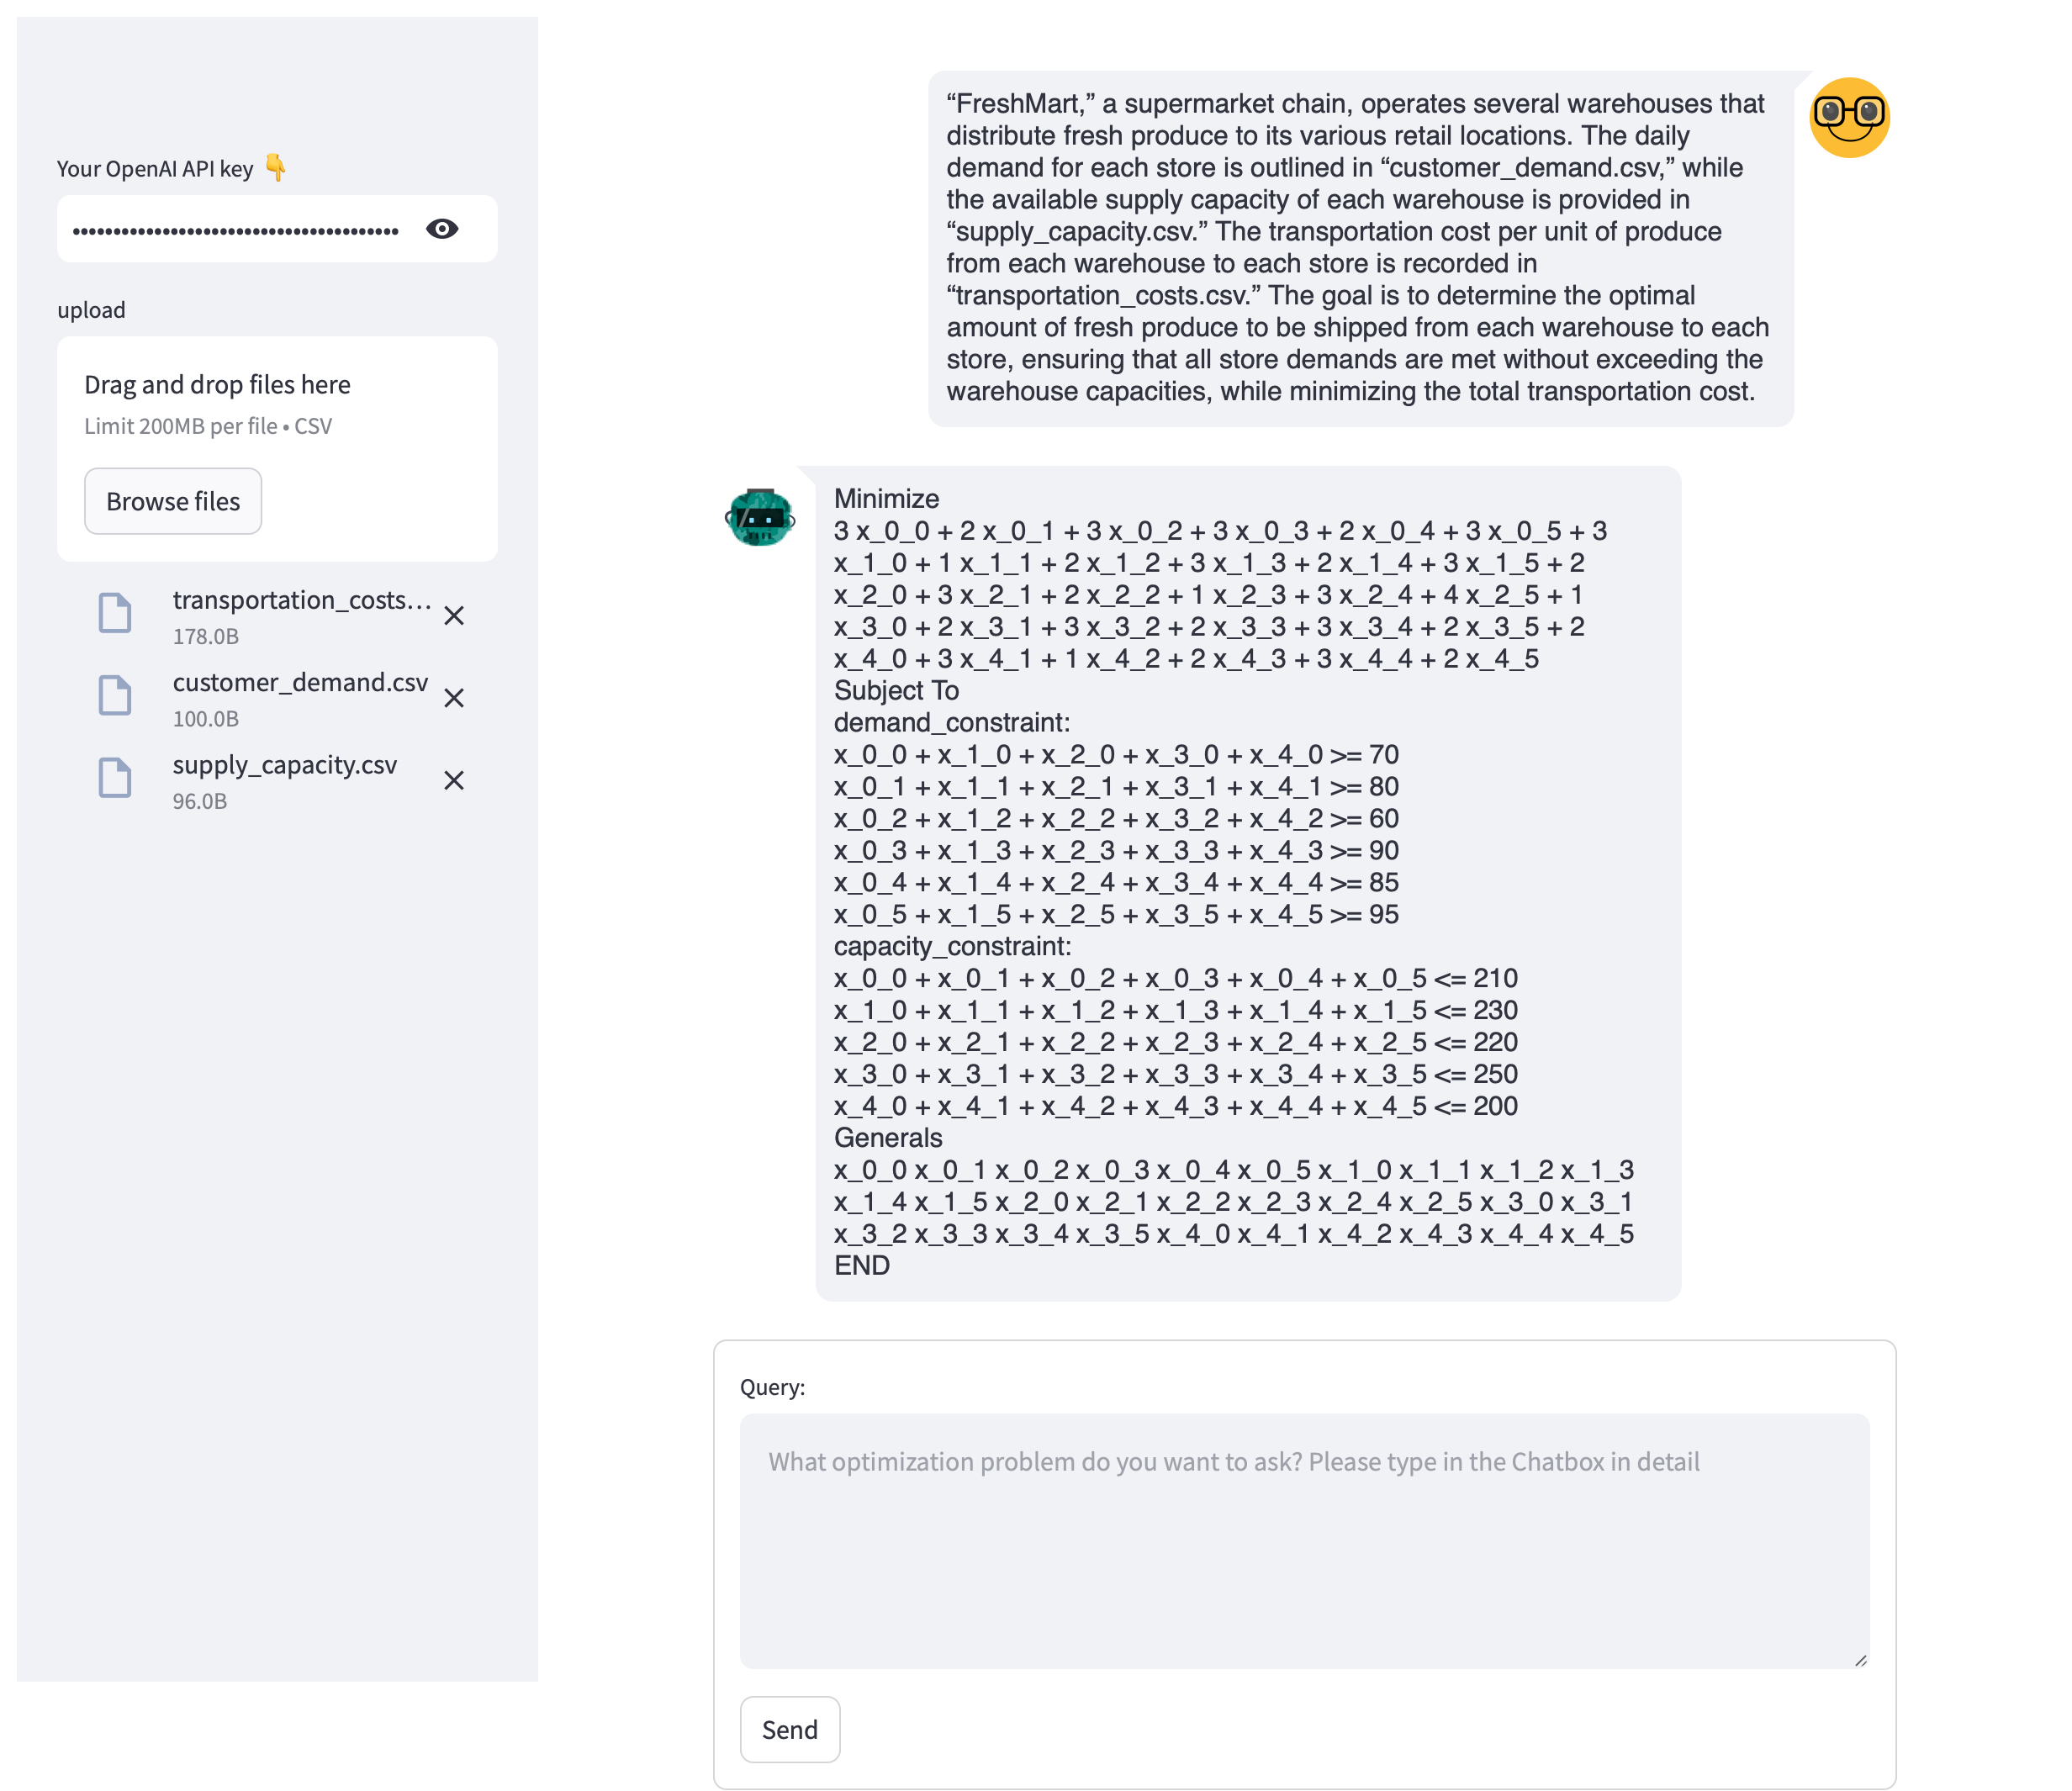 Your OpenAI API key 👇
••••••••••••••••••••••••••••••••••••••••
upload
Drag and drop files here
Limit 200MB per file • CSV
Browse files
transportation_costs...
178.0B
customer_demand.csv
100.0B
supply_capacity.csv
96.0B
“FreshMart,” a supermarket chain, operates several warehouses that
distribute fresh produce to its various retail locations. The daily
demand for each store is outlined in “customer_demand.csv,” while
the available supply capacity of each warehouse is provided in
“supply_capacity.csv.” The transportation cost per unit of produce
from each warehouse to each store is recorded in
“transportation_costs.csv.” The goal is to determine the optimal
amount of fresh produce to be shipped from each warehouse to each
store, ensuring that all store demands are met without exceeding the
warehouse capacities, while minimizing the total transportation cost.
Minimize
3 x_0_0 + 2 x_0_1 + 3 x_0_2 + 3 x_0_3 + 2 x_0_4 + 3 x_0_5 + 3
x_1_0 + 1 x_1_1 + 2 x_1_2 + 3 x_1_3 + 2 x_1_4 + 3 x_1_5 + 2
x_2_0 + 3 x_2_1 + 2 x_2_2 + 1 x_2_3 + 3 x_2_4 + 4 x_2_5 + 1
x_3_0 + 2 x_3_1 + 3 x_3_2 + 2 x_3_3 + 3 x_3_4 + 2 x_3_5 + 2
x_4_0 + 3 x_4_1 + 1 x_4_2 + 2 x_4_3 + 3 x_4_4 + 2 x_4_5
Subject To
demand_constraint:
x_0_0 + x_1_0 + x_2_0 + x_3_0 + x_4_0 >= 70
x_0_1 + x_1_1 + x_2_1 + x_3_1 + x_4_1 >= 80
x_0_2 + x_1_2 + x_2_2 + x_3_2 + x_4_2 >= 60
x_0_3 + x_1_3 + x_2_3 + x_3_3 + x_4_3 >= 90
x_0_4 + x_1_4 + x_2_4 + x_3_4 + x_4_4 >= 85
x_0_5 + x_1_5 + x_2_5 + x_3_5 + x_4_5 >= 95
capacity_constraint:
x_0_0 + x_0_1 + x_0_2 + x_0_3 + x_0_4 + x_0_5 <= 210
x_1_0 + x_1_1 + x_1_2 + x_1_3 + x_1_4 + x_1_5 <= 230
x_2_0 + x_2_1 + x_2_2 + x_2_3 + x_2_4 + x_2_5 <= 220
x_3_0 + x_3_1 + x_3_2 + x_3_3 + x_3_4 + x_3_5 <= 250
x_4_0 + x_4_1 + x_4_2 + x_4_3 + x_4_4 + x_4_5 <= 200
Generals
x_0_0 x_0_1 x_0_2 x_0_3 x_0_4 x_0_5 x_1_0 x_1_1 x_1_2 x_1_3
x_1_4 x_1_5 x_2_0 x_2_1 x_2_2 x_2_3 x_2_4 x_2_5 x_3_0 x_3_1
x_3_2 x_3_3 x_3_4 x_3_5 x_4_0 x_4_1 x_4_2 x_4_3 x_4_4 x_4_5
END
Query:
What optimization problem do you want to ask? Please type in the Chatbox in detail
Send